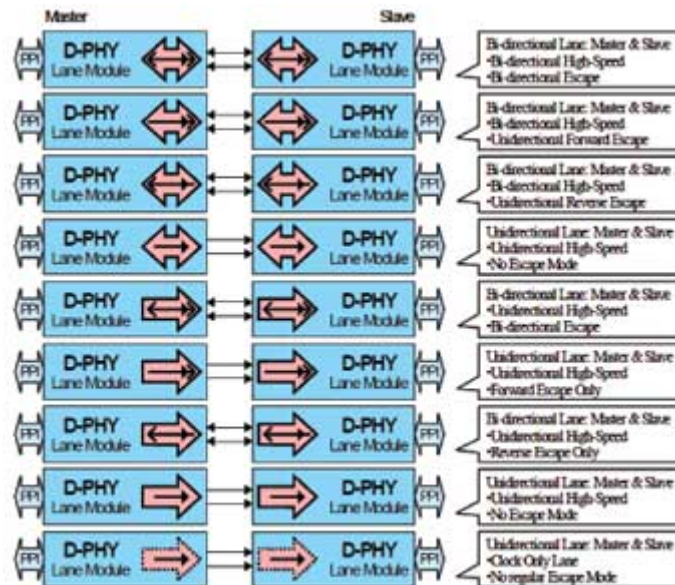 Master Slave
PPI D-PHY Lane Module D-PHY Lane Module PPI
Bi-directional Lane: Master & Slave
•Bi-directional High-Speed
•Bi-directional Escape
PPI D-PHY Lane Module D-PHY Lane Module PPI
Bi-directional Lane: Master & Slave
•Bi-directional High-Speed
•Unidirectional Forward Escape
PPI D-PHY Lane Module D-PHY Lane Module PPI
Bi-directional Lane: Master & Slave
•Bi-directional High-Speed
•Unidirectional Reverse Escape
PPI D-PHY Lane Module D-PHY Lane Module PPI
Unidirectional Lane: Master & Slave
•Unidirectional High-Speed
•No Escape Mode
PPI D-PHY Lane Module D-PHY Lane Module PPI
Bi-directional Lane: Master & Slave
•Unidirectional High-Speed
•Bi-directional Escape
PPI D-PHY Lane Module D-PHY Lane Module PPI
Unidirectional Lane: Master & Slave
•Unidirectional High-Speed
•Forward Escape Only
PPI D-PHY Lane Module D-PHY Lane Module PPI
Bi-directional Lane: Master & Slave
•Unidirectional High-Speed
•Reverse Escape Only
PPI D-PHY Lane Module D-PHY Lane Module PPI
Unidirectional Lane: Master & Slave
•Unidirectional High-Speed
•No Escape Mode
PPI D-PHY Lane Module D-PHY Lane Module PPI
Unidirectional Lane: Master & Slave
•Clock Only Lane
•No regular Escape Mode